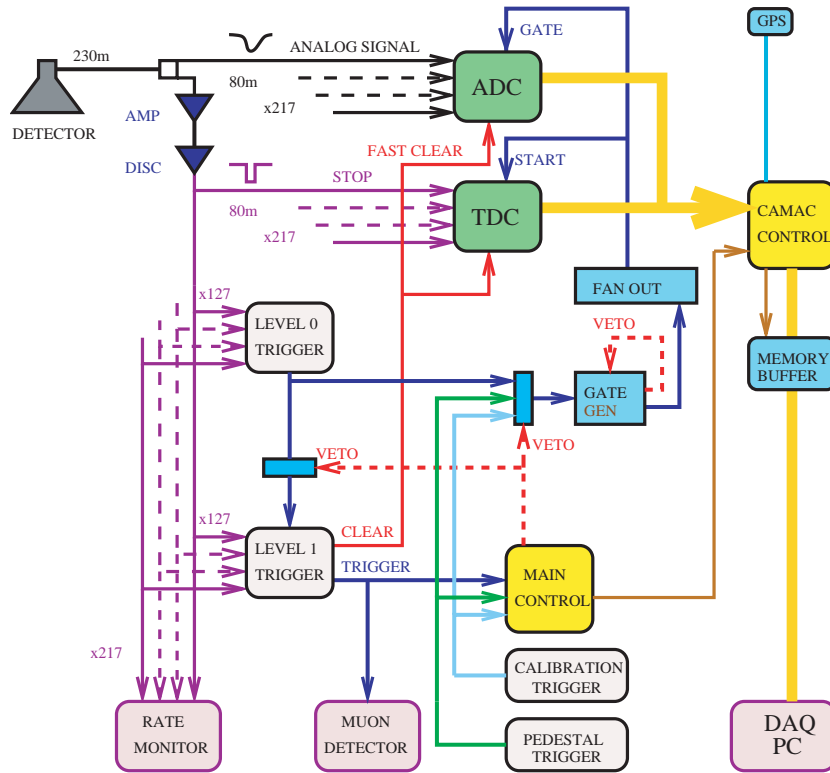 230m
ANALOG SIGNAL
GATE
GPS
80m
x217
ADC
DETECTOR
AMP
DISC
FAST CLEAR
START
STOP
80m
x217
TDC
CAMAC
CONTROL
x127
LEVEL 0
TRIGGER
FAN OUT
VETO
MEMORY
BUFFER
GATE
GEN
VETO
VETO
x127
LEVEL 1
TRIGGER
CLEAR
TRIGGER
MAIN
CONTROL
x217
CALIBRATION
TRIGGER
RATE
MONITOR
MUON
DETECTOR
PEDESTAL
TRIGGER
DAQ
PC